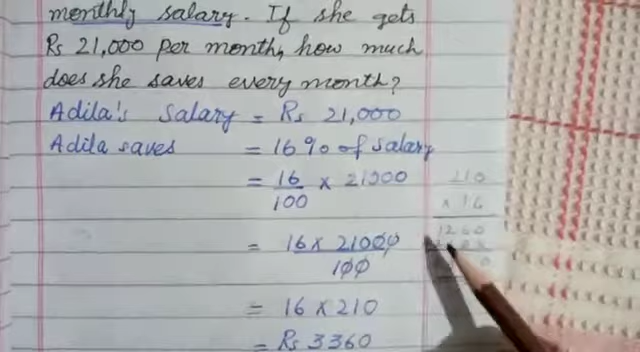 monthly salary. If she gets
Rs 21,000 per month, how much
does she saves every month?
Adila's Salary = Rs 21,000
Adila saves = 16% of salary
= 16/100 × 21000
= 16 × 21000/100
= 16 × 210
= Rs 3360
210
× 16
1260